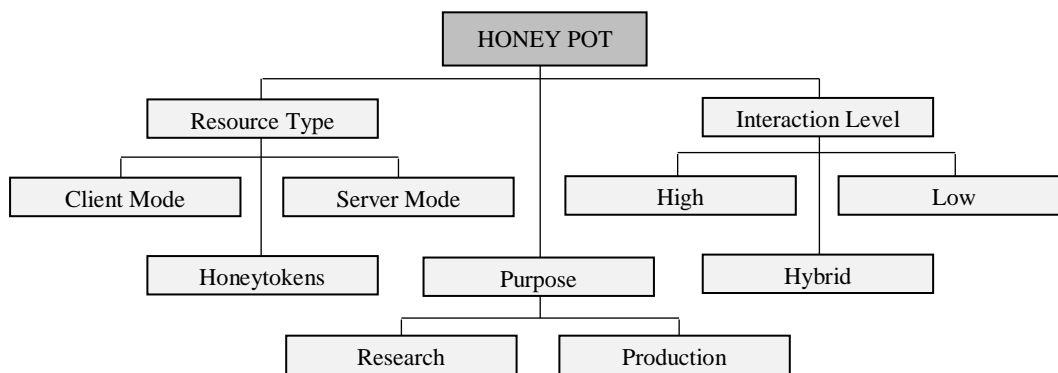 HONEY POT
Resource Type
Interaction Level
Client Mode
Server Mode
High
Low
Honeytokens
Purpose
Hybrid
Research
Production